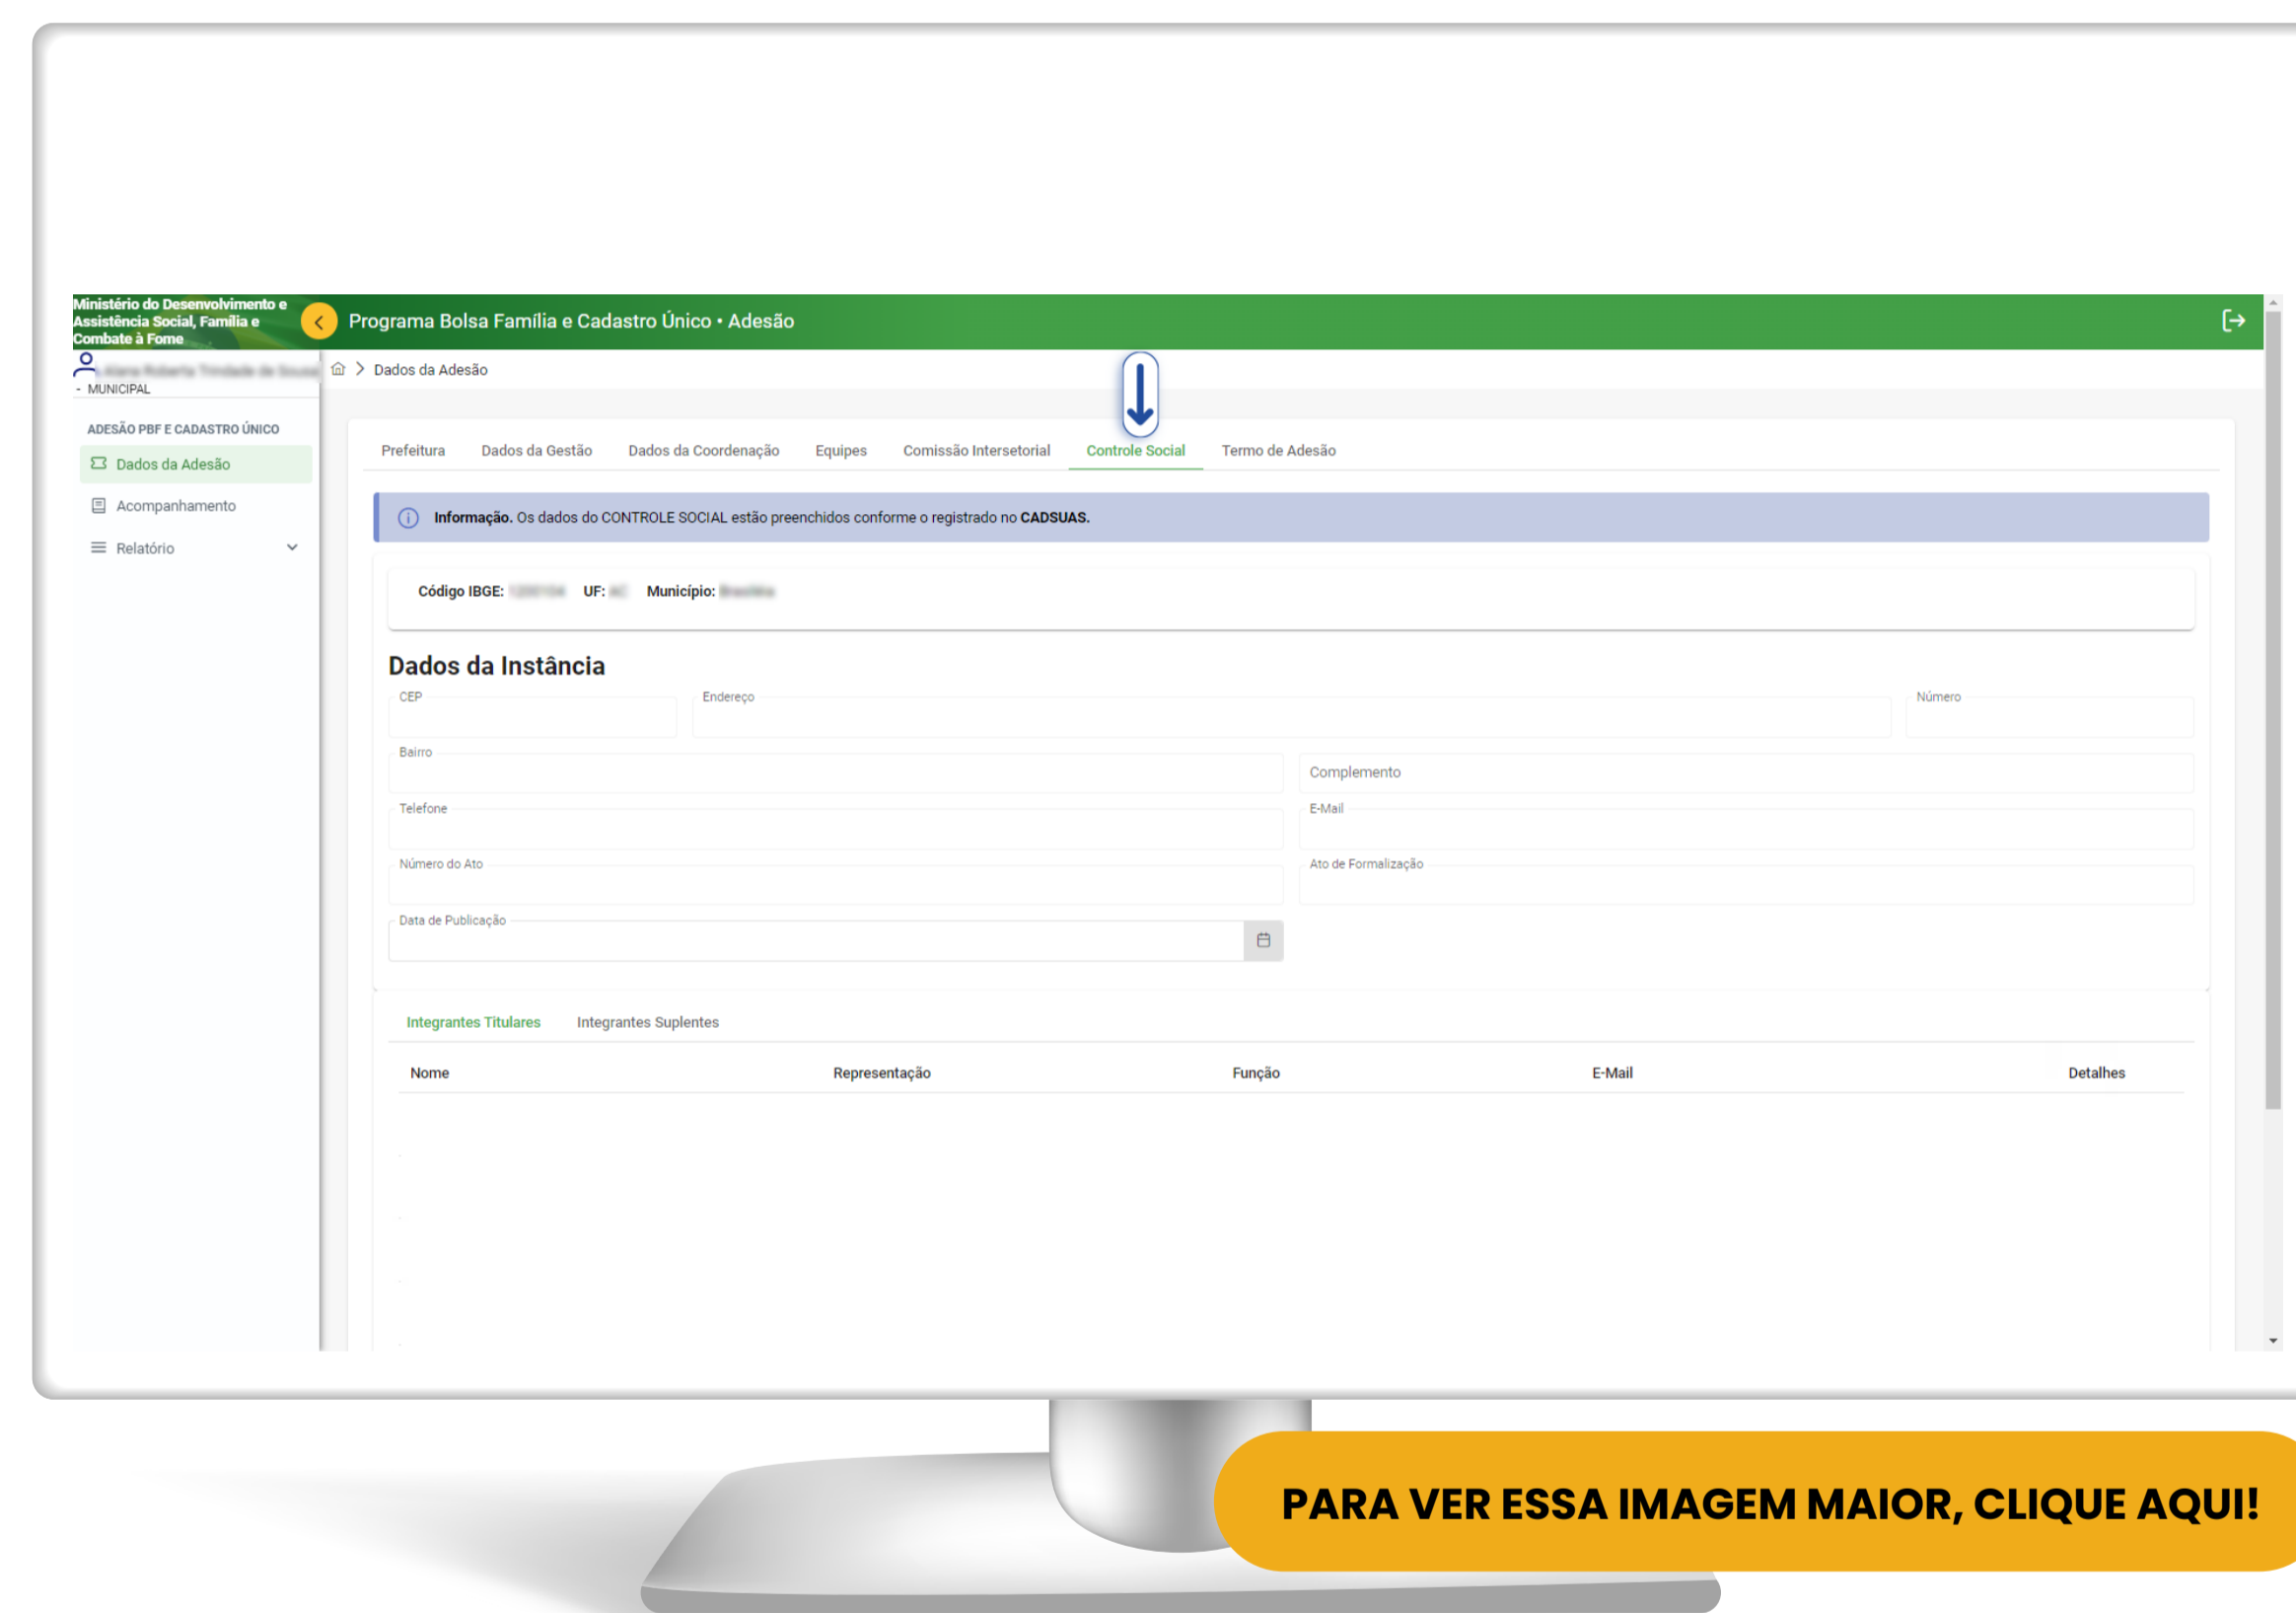 Ministério do Desenvolvimento e
Assistência Social, Família e
Combate à Fome
Programa Bolsa Família e Cadastro Único • Adesão
- MUNICIPAL
Dados da Adesão
ADESÃO PBF E CADASTRO ÚNICO
Dados da Adesão
Acompanhamento
Relatório
Prefeitura Dados da Gestão Dados da Coordenação Equipes Comissão Intersetorial Controle Social Termo de Adesão
Informação. Os dados do CONTROLE SOCIAL estão preenchidos conforme o registrado no CADSUAS.
Código IBGE: UF: Município:
Dados da Instância
CEP Endereço Número
Bairro
Complemento
Telefone E-Mail
Número do Ato Ato de Formalização
Data de Publicação
Integrantes Titulares Integrantes Suplentes
Nome Representação Função E-Mail Detalhes
PARA VER ESSA IMAGEM MAIOR, CLIQUE AQUI!